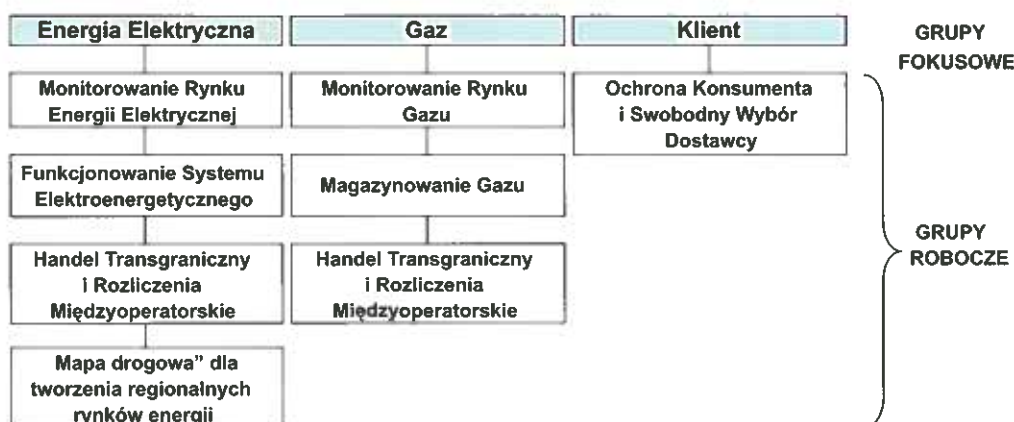 Energia Elektryczna
Gaz
Klient
GRUPY
FOKUSOWE
Monitorowanie Rynku
Energii Elektrycznej
Monitorowanie Rynku
Gazu
Ochrona Konsumenta
i Swobodny Wybór
Dostawcy
Funkcjonowanie Systemu
Elektroenergetycznego
Magazynowanie Gazu
Handel Transgraniczny
i Rozliczenia
Międzyoperatorskie
Handel Transgraniczny
i Rozliczenia
Międzyoperatorskie
GRUPY
ROBOCZE
Mapa drogowa” dla
tworzenia regionalnych
rynków energii